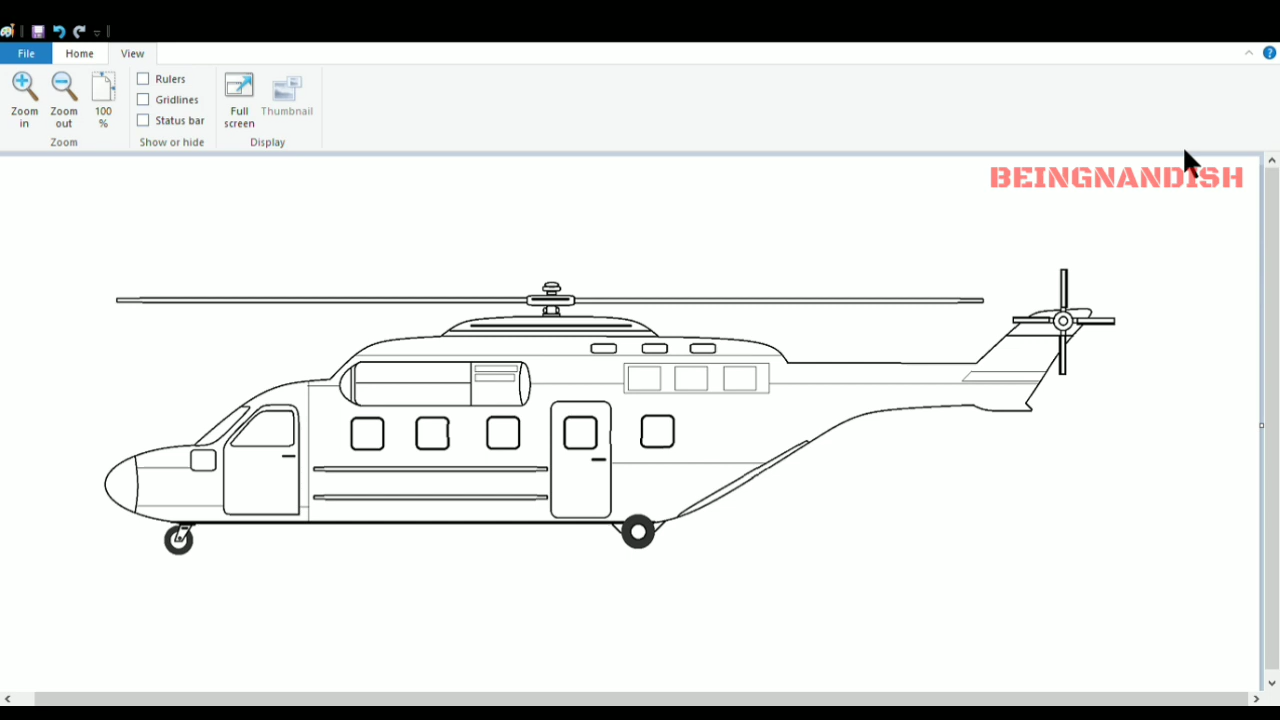 File Home View
Zoom in
Zoom out
100 %
Rulers
Gridlines
Status bar
Full screen
Thumbnail
Zoom
Show or hide
Display
BEINGNANDISH